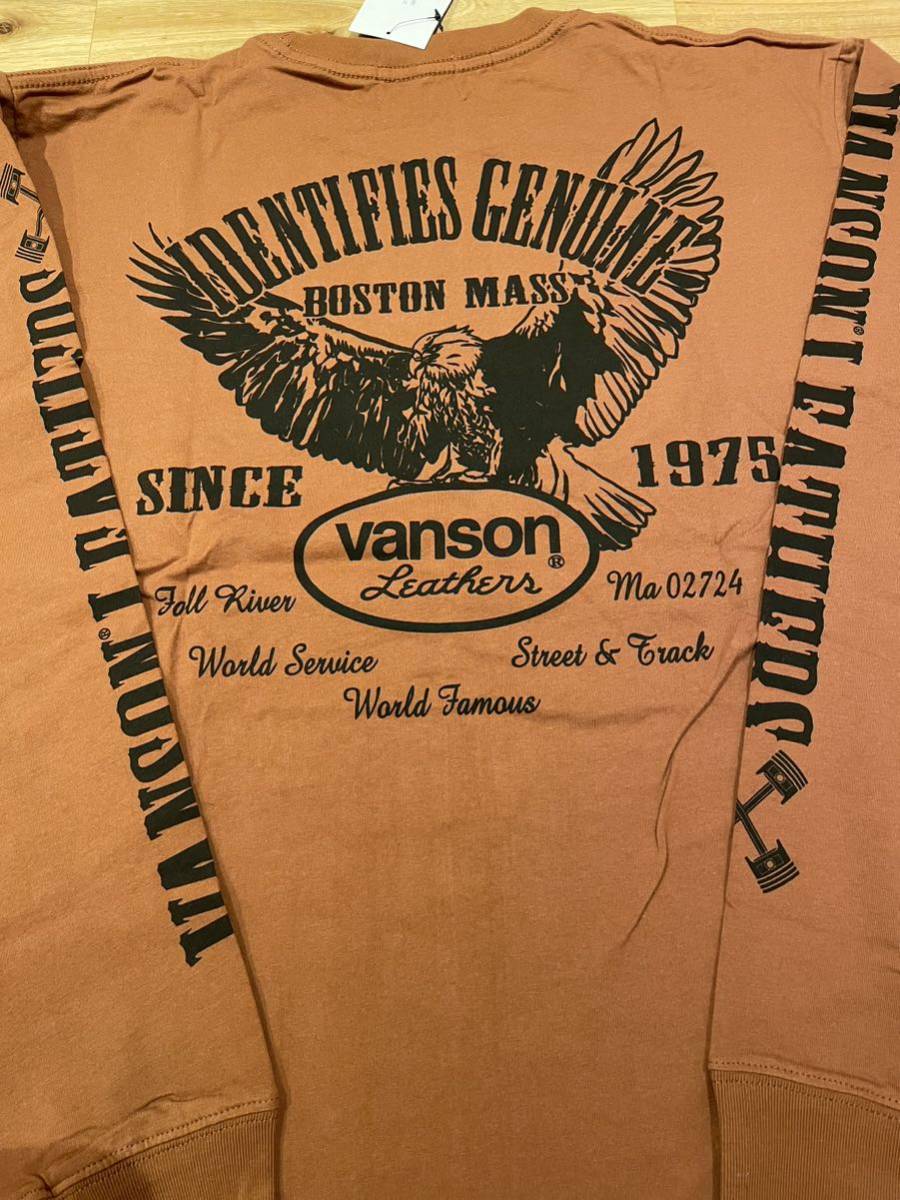 IDENTIFIES GENUINE
BOSTON MASS
SINCE 1975
vanson®
Leathers
Foll River Ma 02724
World Service Street & Track
World Famous
VANSON® LEATHERS
VANSON® LEATHERS